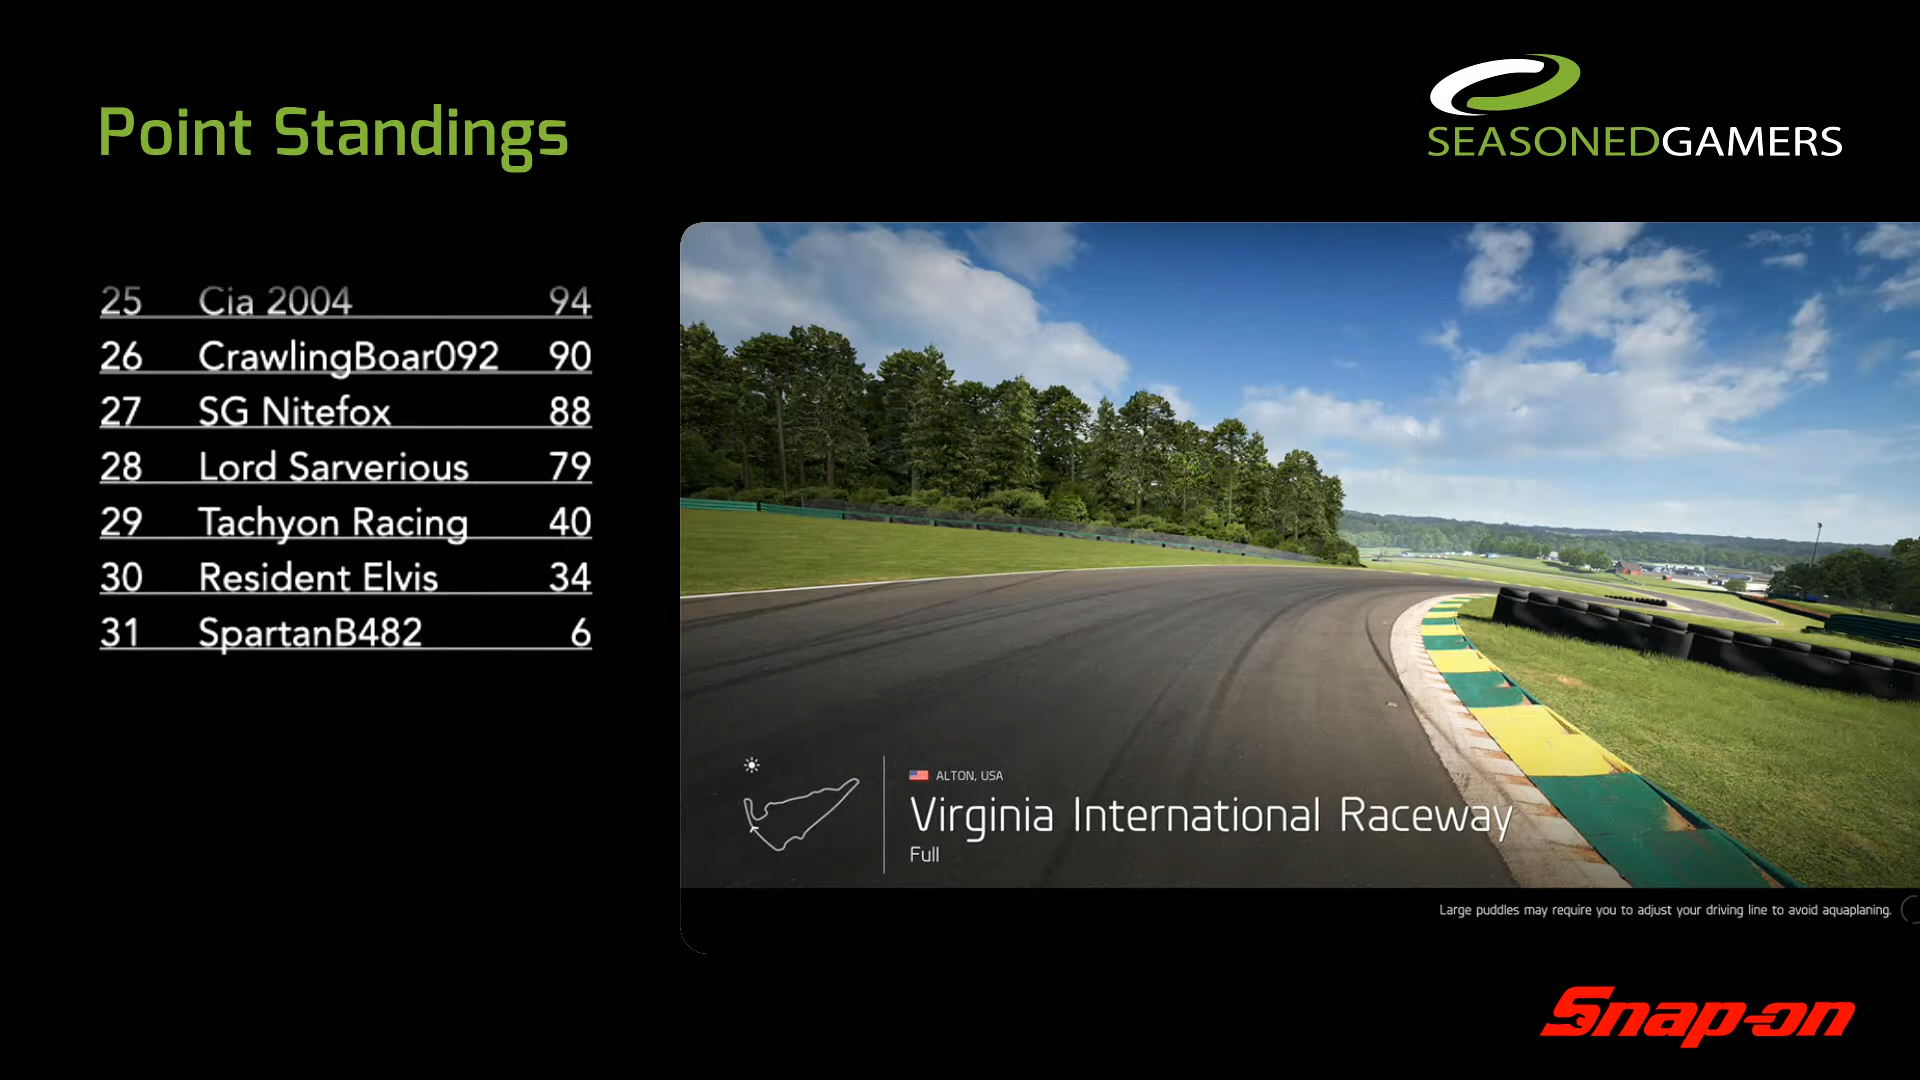 Point Standings
SEASONEDGAMERS
25 Cia 2004 94
26 CrawlingBoar092 90
27 SG Nitefox 88
28 Lord Sarverious 79
29 Tachyon Racing 40
30 Resident Elvis 34
31 SpartanB482 6
ALTON, USA
Virginia International Raceway
Full
Large puddles may require you to adjust your driving line to avoid aquaplaning.
Snap-on